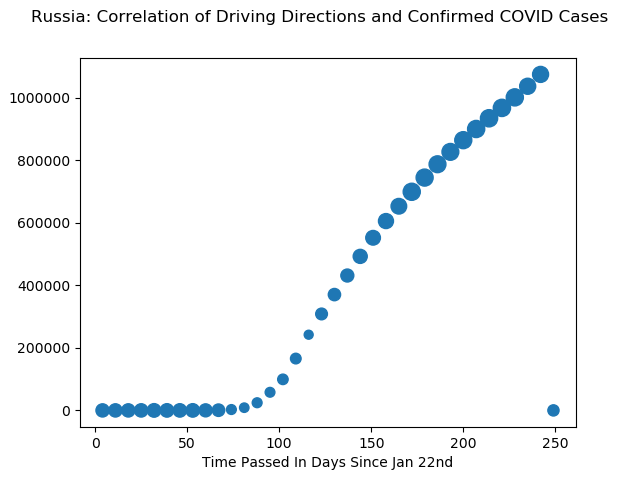 Russia: Correlation of Driving Directions and Confirmed COVID Cases
1000000
800000
600000
400000
200000
0
0 50 100 150 200 250
Time Passed In Days Since Jan 22nd